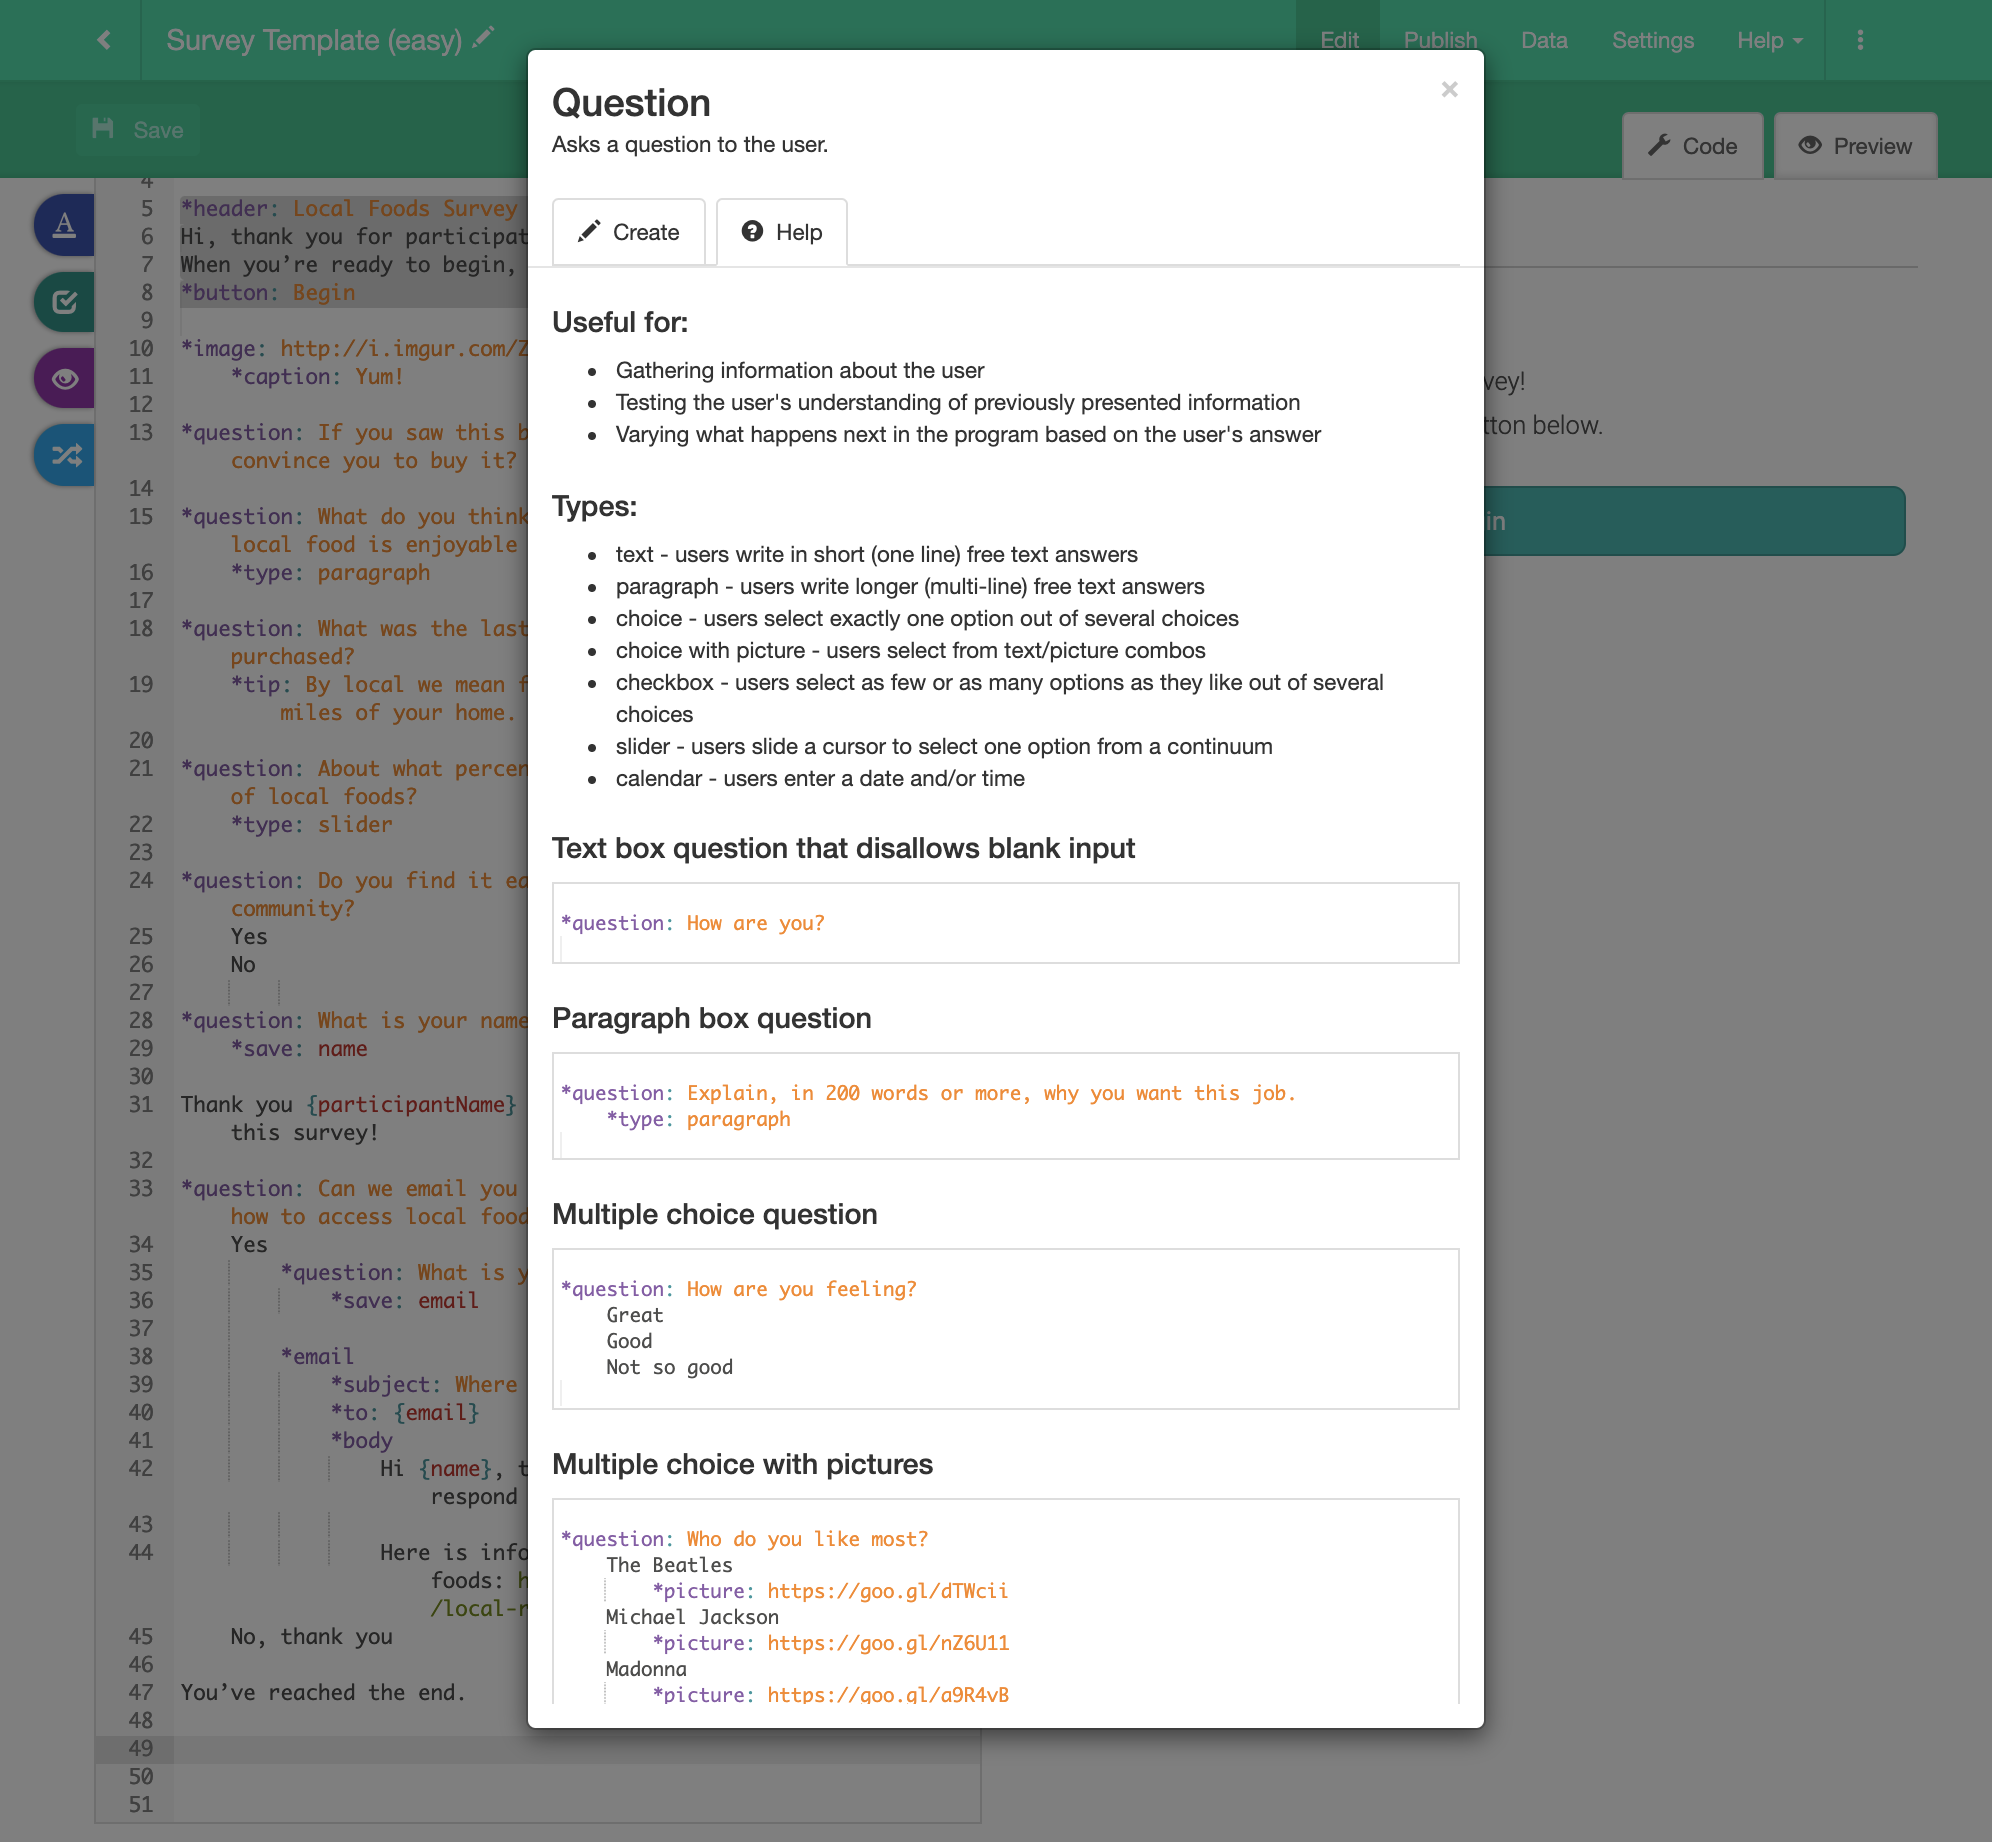 Survey Template (easy)
Edit
Publish
Data
Settings
Help
Save
Code
Preview
4
5 *header: Local Foods Survey
6 Hi, thank you for
7 When you’re ready to begin,
8 *button: Begin
9
10 *image: http://i.imgur.com/Z
11 *caption: Yum!
12
13 *question: If you saw this
convince you to buy it?
14
15 *question: What do you think
local food is enjoyable
16 *type: paragraph
17
18 *question: What was the last
purchased?
19 *tip: By local we mean
miles of your home.
20
21 *question: About what
of local foods?
22 *type: slider
23
24 *question: Do you find it
community?
25 Yes
26 No
27
28 *question: What is your name
29 *save: name
30
31 Thank you {participantName}
this survey!
32
33 *question: Can we email you
how to access local
34 Yes
35 *question: What is
36 *save: email
37
38 *email
39 *subject: Where
40 *to: {email}
41 *body
42 Hi {name},
respond
43
44 Here is
foods:
/local-
45 No, thank you
46
47 You’ve reached the end.
48
49
50
51
Question
×
Asks a question to the user.
Create
Help
Useful for:
• Gathering information about the user
• Testing the user's understanding of previously presented information
• Varying what happens next in the program based on the user's answer
Types:
• text - users write in short (one line) free text answers
• paragraph - users write longer (multi-line) free text answers
• choice - users select exactly one option out of several choices
• choice with picture - users select from text/picture combos
• checkbox - users select as few or as many options as they like out of several
choices
• slider - users slide a cursor to select one option from a continuum
• calendar - users enter a date and/or time
Text box question that disallows blank input
*question: How are you?
Paragraph box question
*question: Explain, in 200 words or more, why you want this job.
*type: paragraph
Multiple choice question
*question: How are you feeling?
Great
Good
Not so good
Multiple choice with pictures
*question: Who do you like most?
The Beatles
*picture: https://goo.gl/dTWcii
Michael Jackson
*picture: https://goo.gl/nZ6U11
Madonna
*picture: https://goo.gl/a9R4vB
vey!
tton below.
in